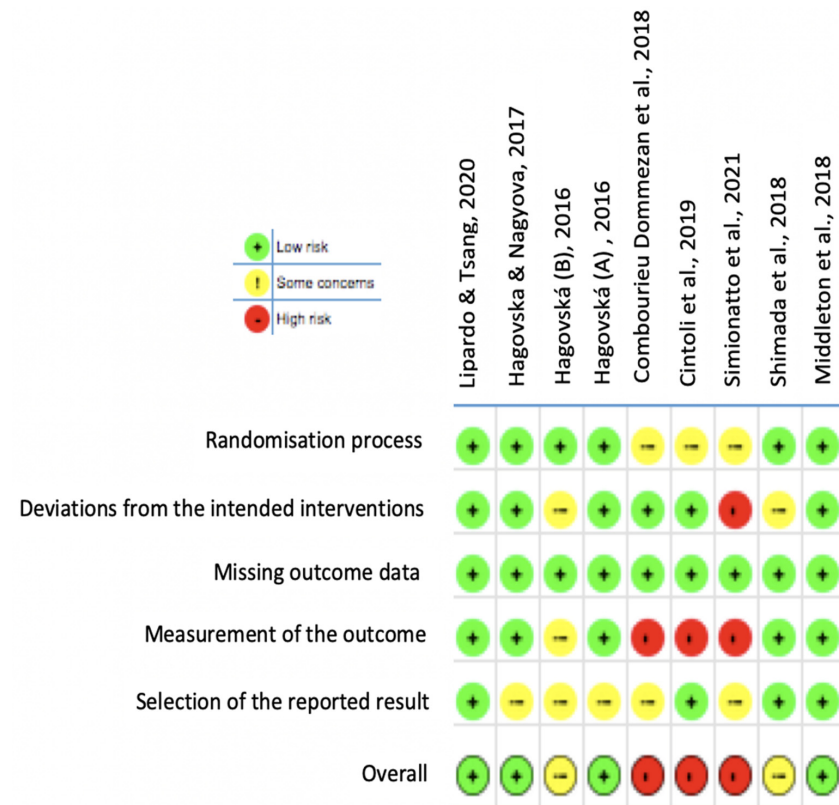 Lipardo & Tsang, 2020
Hagovska & Nagyova, 2017
Hagovská (B), 2016
Hagovská (A) , 2016
Combourieu Dommezan et al., 2018
Cintoli et al., 2019
Simionatto et al., 2021
Shimada et al., 2018
Middleton et al., 2018
+ Low risk
! Some concerns
- High risk
Randomisation process + + + + – – – + +
Deviations from the intended interventions + + – + + + - – +
Missing outcome data + + + + + + + + +
Measurement of the outcome + + – + - - - + +
Selection of the reported result + – – – – + – + +
Overall + + – + - - - – +